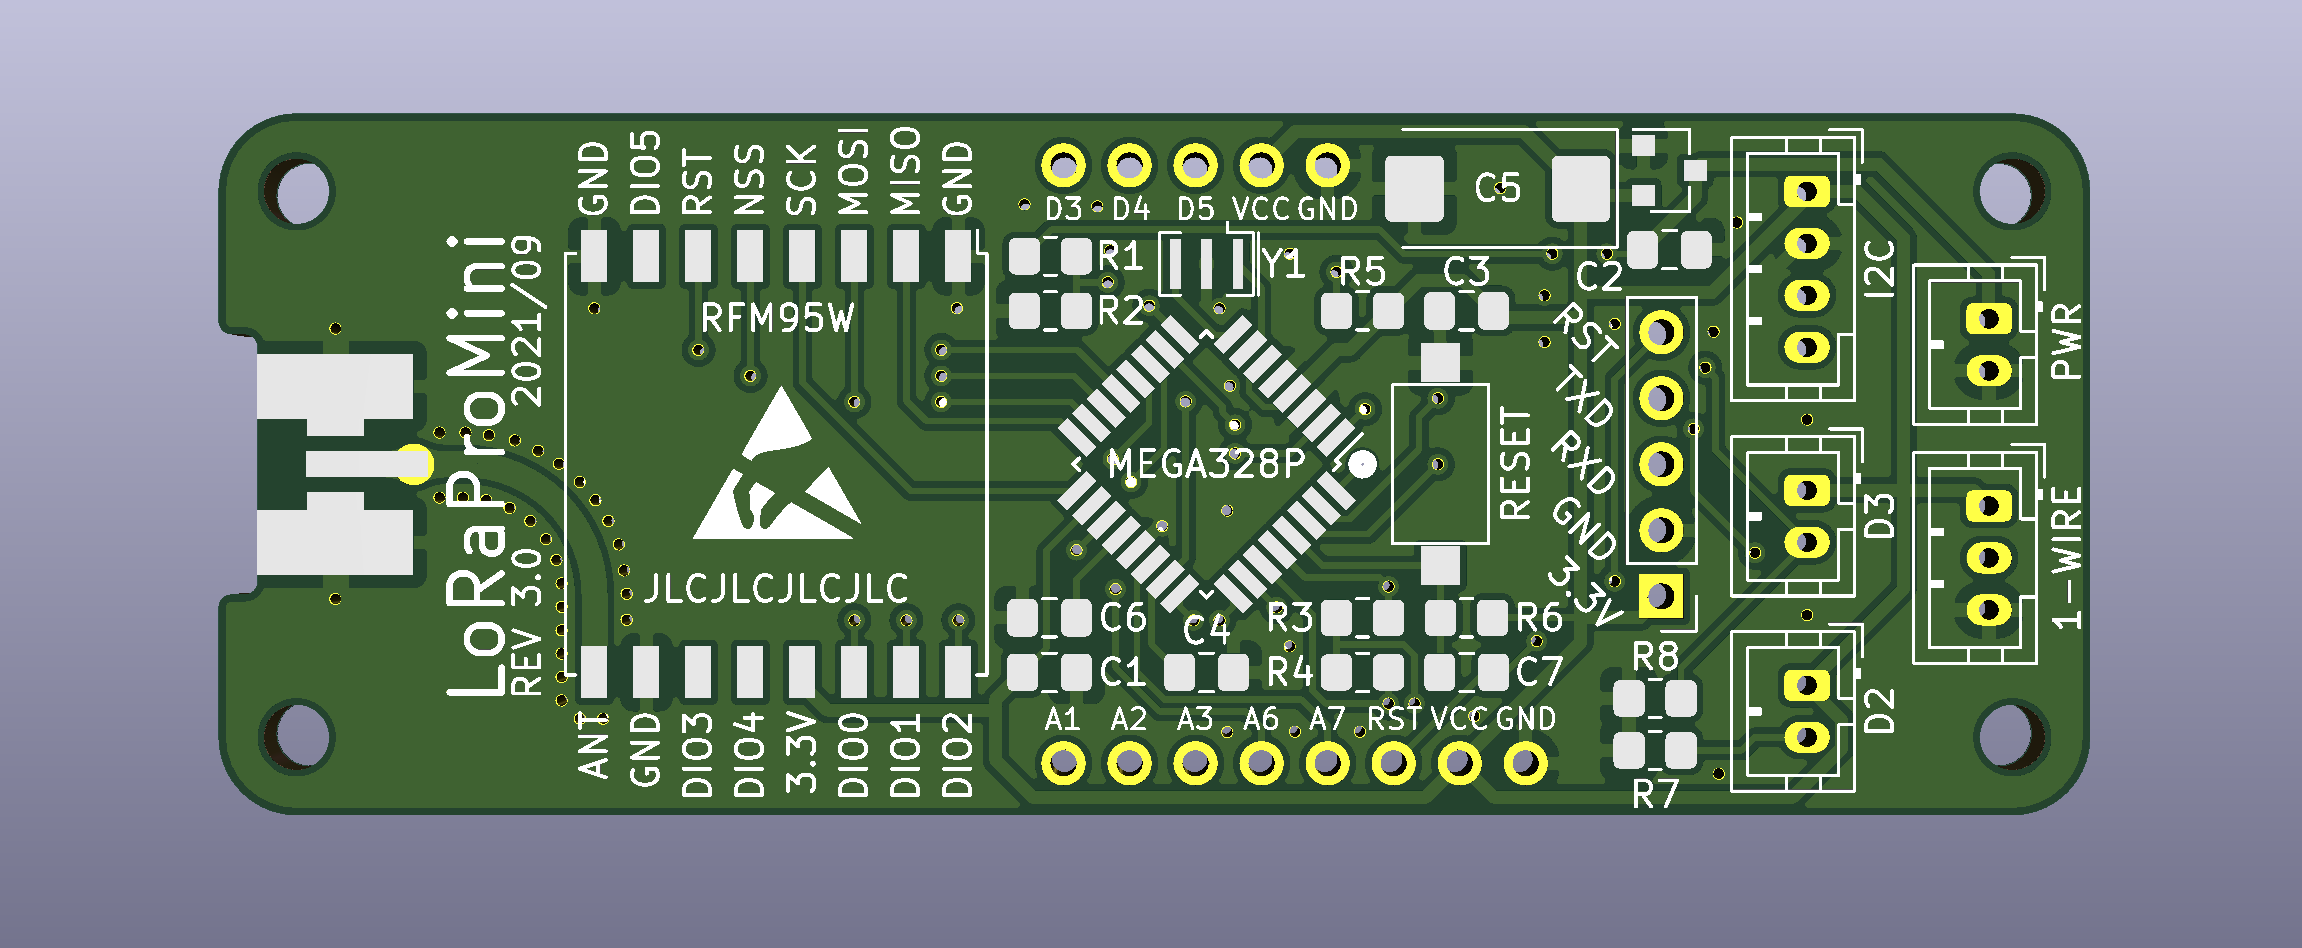 LoRaProMini
2021/09
REV 3.0
GND
DIO5
RST
NSS
SCK
MOSI
MISO
GND
RFM95W
JLCJLCJLCJLC
ANT
GND
DIO3
DIO4
3.3V
DIO0
DIO1
DIO2
D3 D4 D5 VCC GND
R1
R2
Y1
R5
C3
C5
C2
MEGA328P
RESET
RST
TXD
RXD
GND
3.3V
C6
C1
C4
R3
R4
R6
C7
A1 A2 A3 A6 A7 RST VCC GND
R8
R7
I2C
D3
D2
PWR
1-WIRE